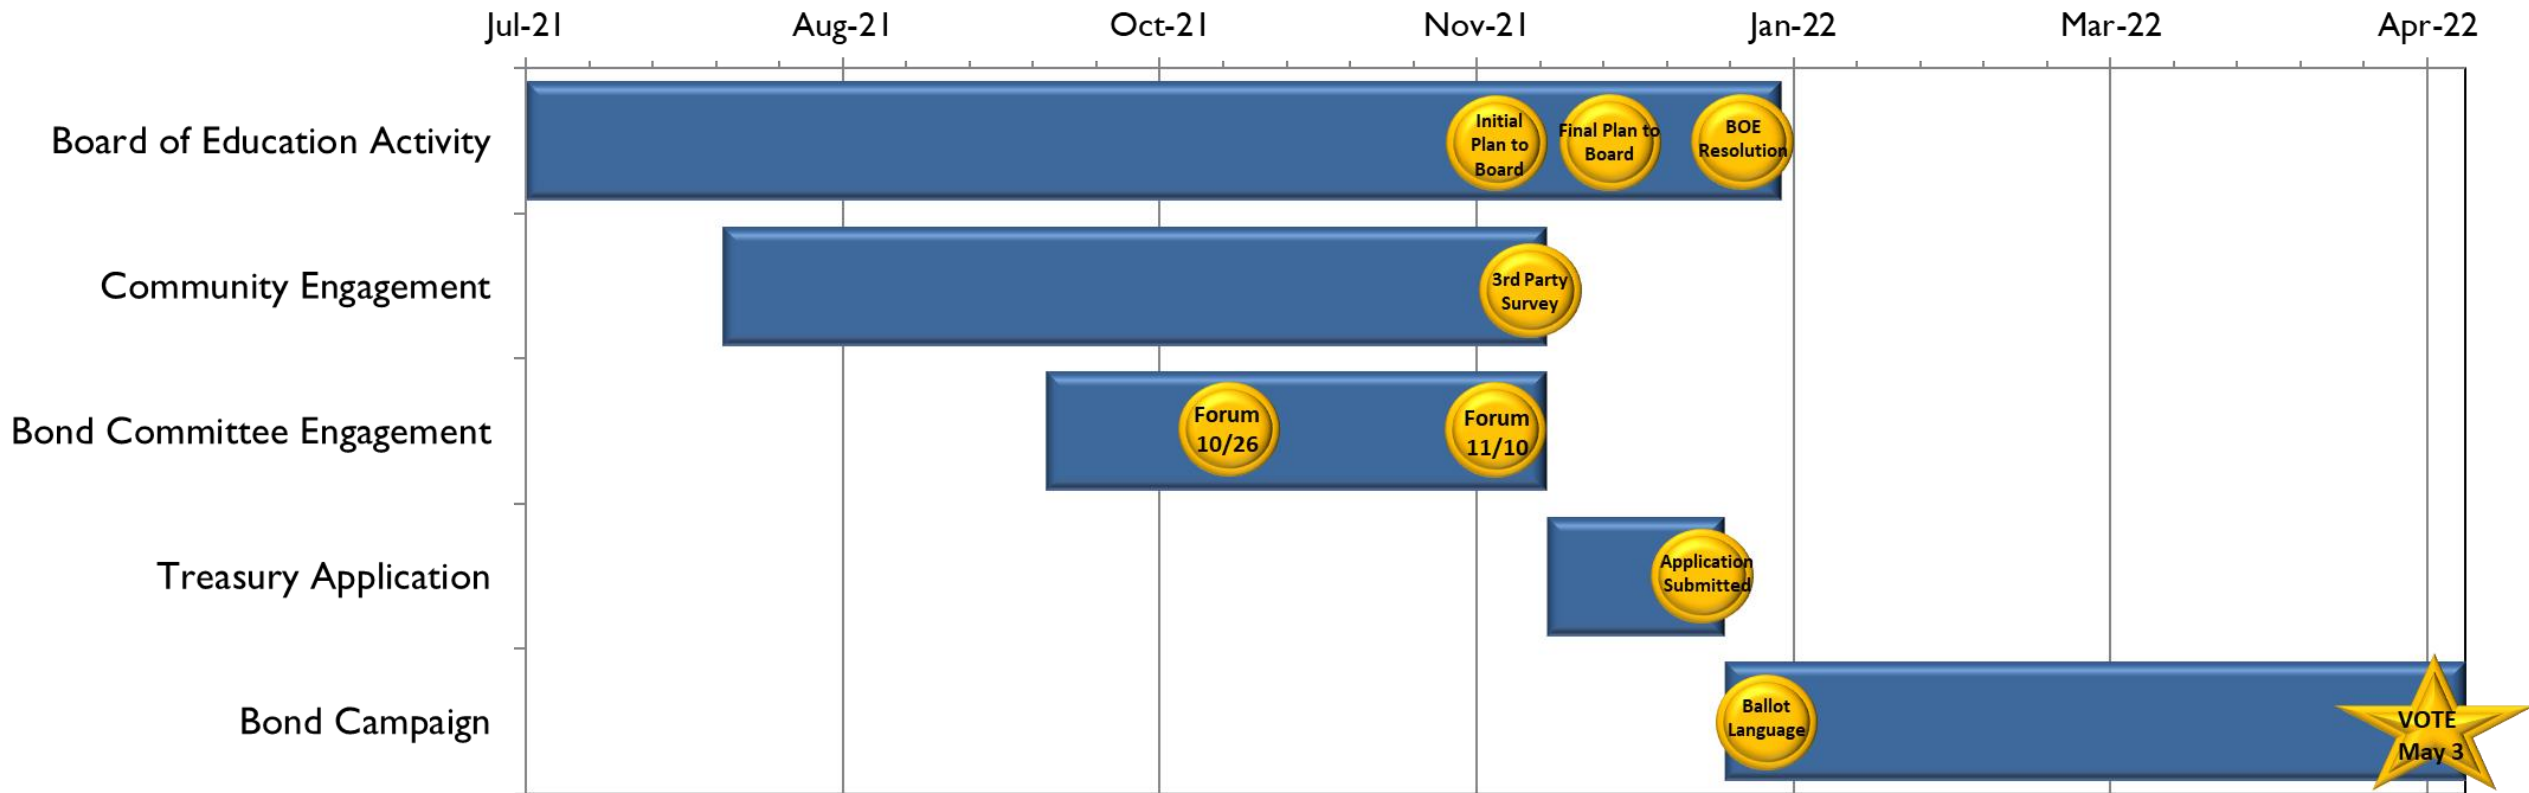 Jul-21 Aug-21 Oct-21 Nov-21 Jan-22 Mar-22 Apr-22
Board of Education Activity
Initial
Plan to
Board
Final Plan to
Board
BOE
Resolution
Community Engagement
3rd Party
Survey
Bond Committee Engagement
Forum
10/26
Forum
11/10
Treasury Application
Application
Submitted
Bond Campaign
Ballot
Language
VOTE
May 3